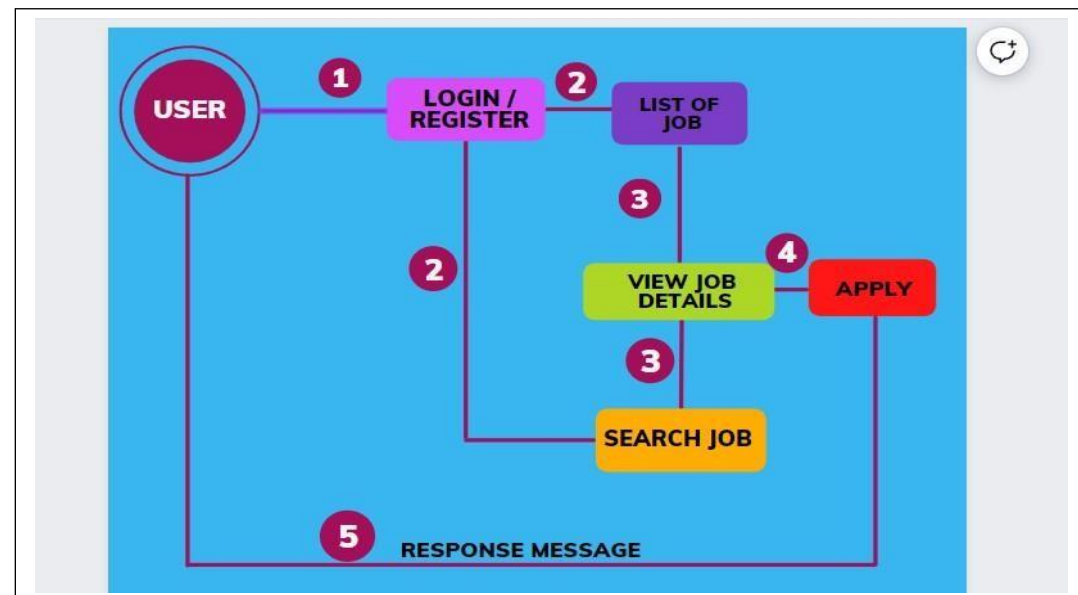 USER
1
LOGIN /
REGISTER
2
LIST OF
JOB
3
2
VIEW JOB
DETAILS
4
APPLY
3
SEARCH JOB
5
RESPONSE MESSAGE